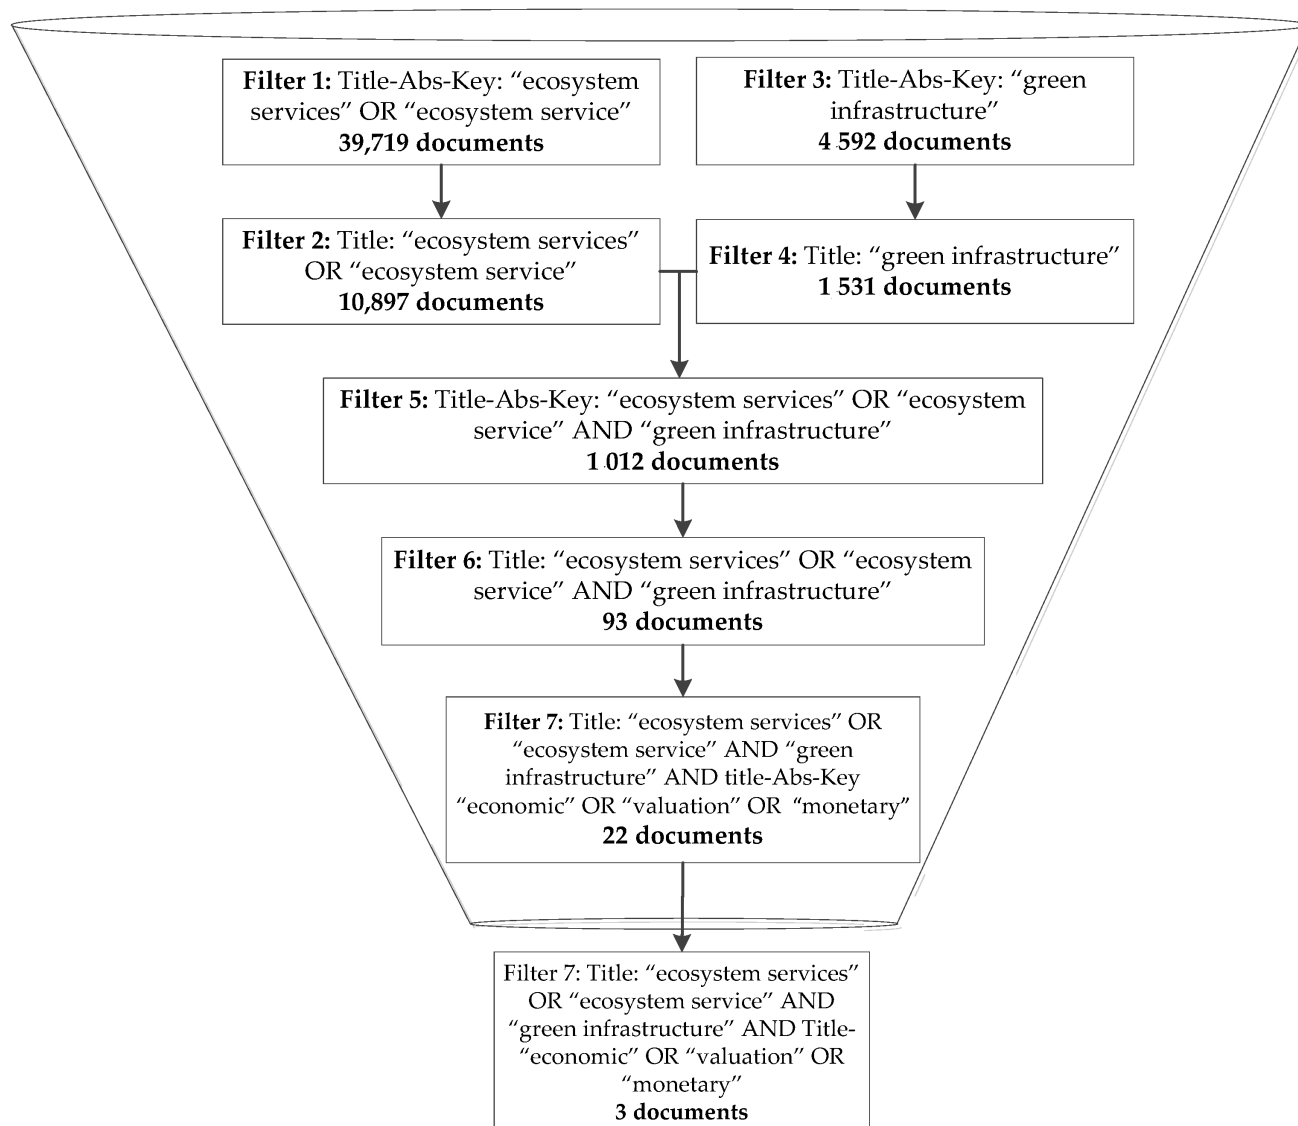 Filter 1: Title-Abs-Key: “ecosystem
services” OR “ecosystem service”
39,719 documents
Filter 3: Title-Abs-Key: “green
infrastructure”
4 592 documents
Filter 2: Title: “ecosystem services”
OR “ecosystem service”
10,897 documents
Filter 4: Title: “green infrastructure”
1 531 documents
Filter 5: Title-Abs-Key: “ecosystem services” OR “ecosystem
service” AND “green infrastructure”
1 012 documents
Filter 6: Title: “ecosystem services” OR “ecosystem
service” AND “green infrastructure”
93 documents
Filter 7: Title: “ecosystem services” OR
“ecosystem service” AND “green
infrastructure” AND title-Abs-Key
“economic” OR “valuation” OR “monetary”
22 documents
Filter 7: Title: “ecosystem services”
OR “ecosystem service” AND
“green infrastructure” AND Title-
“economic” OR “valuation” OR
“monetary”
3 documents